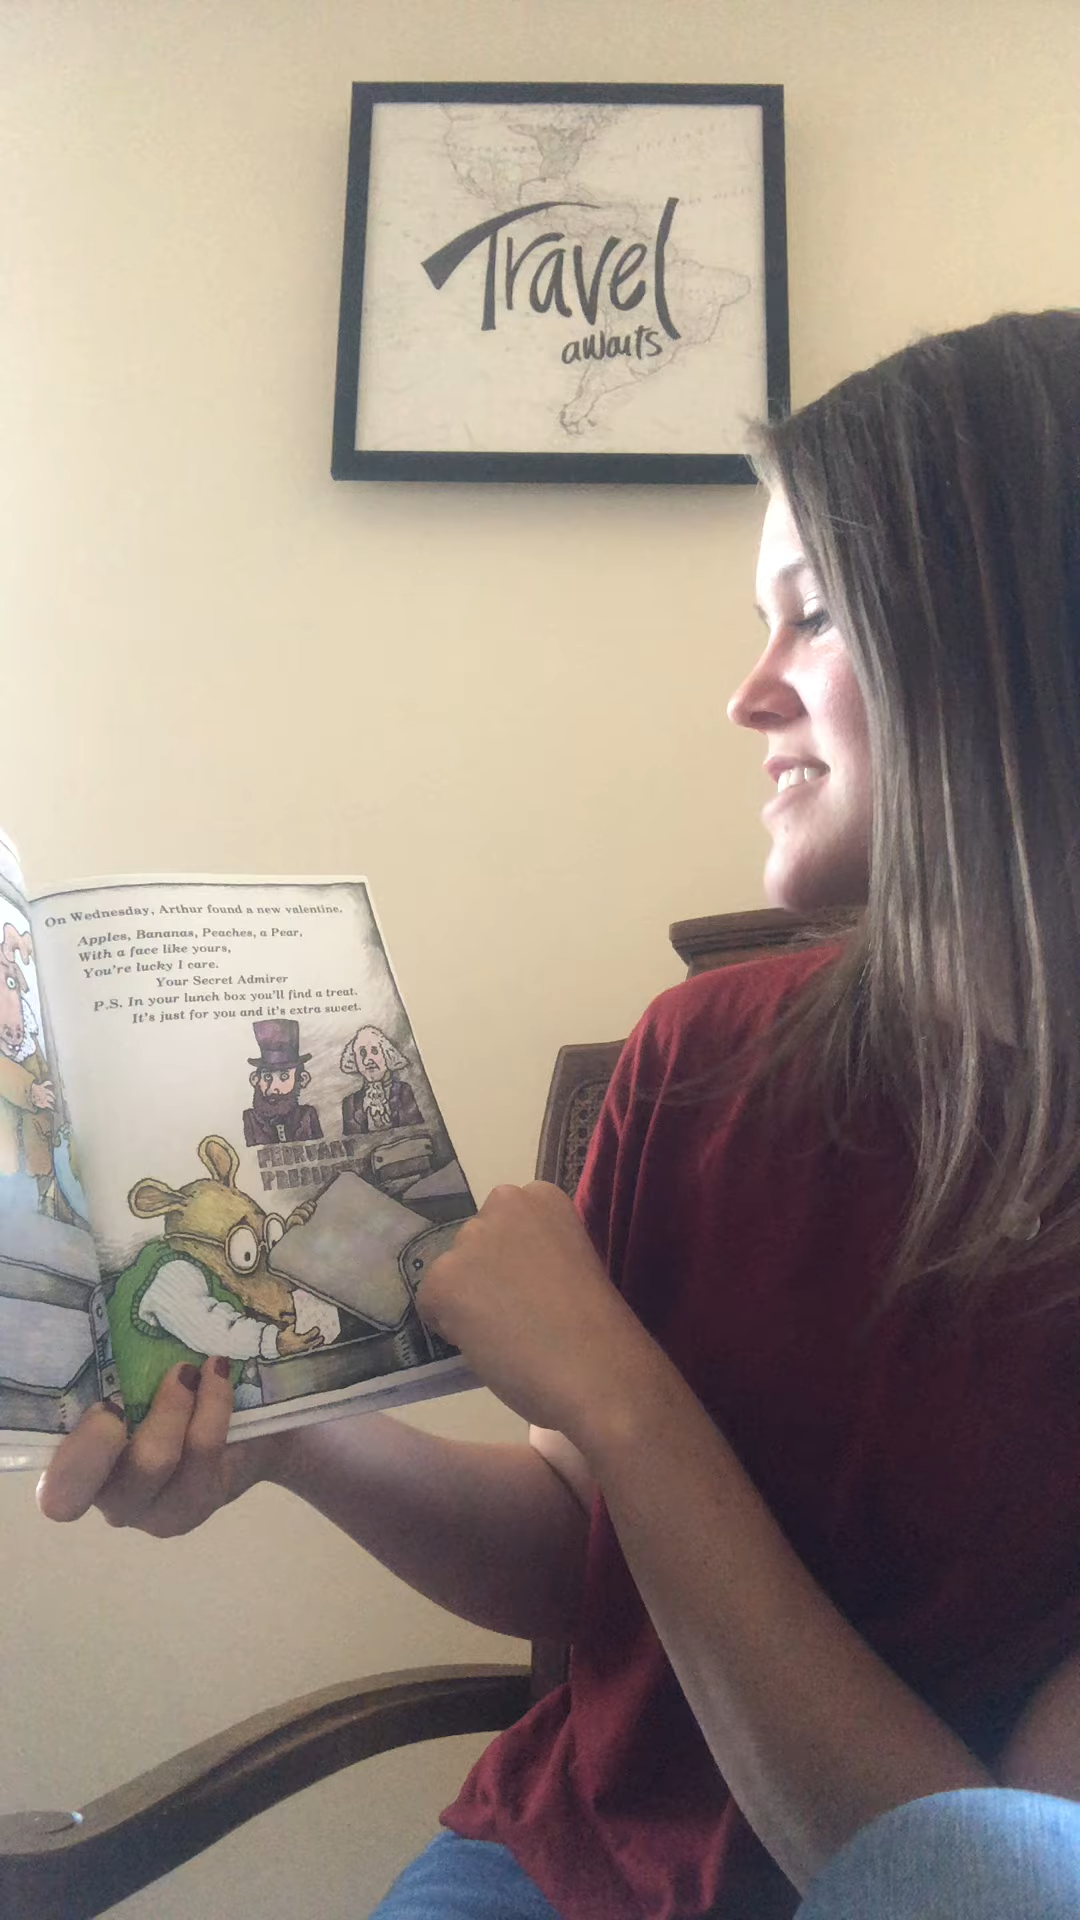 Travel
awaits
On Wednesday, Arthur found a new valentine.
Apples, Bananas, Peaches, a Pear,
With a face like yours,
You're lucky I care.
Your Secret Admirer
P.S. In your lunch box you'll find a treat.
It's just for you and it's extra sweet.
FEBRUARY